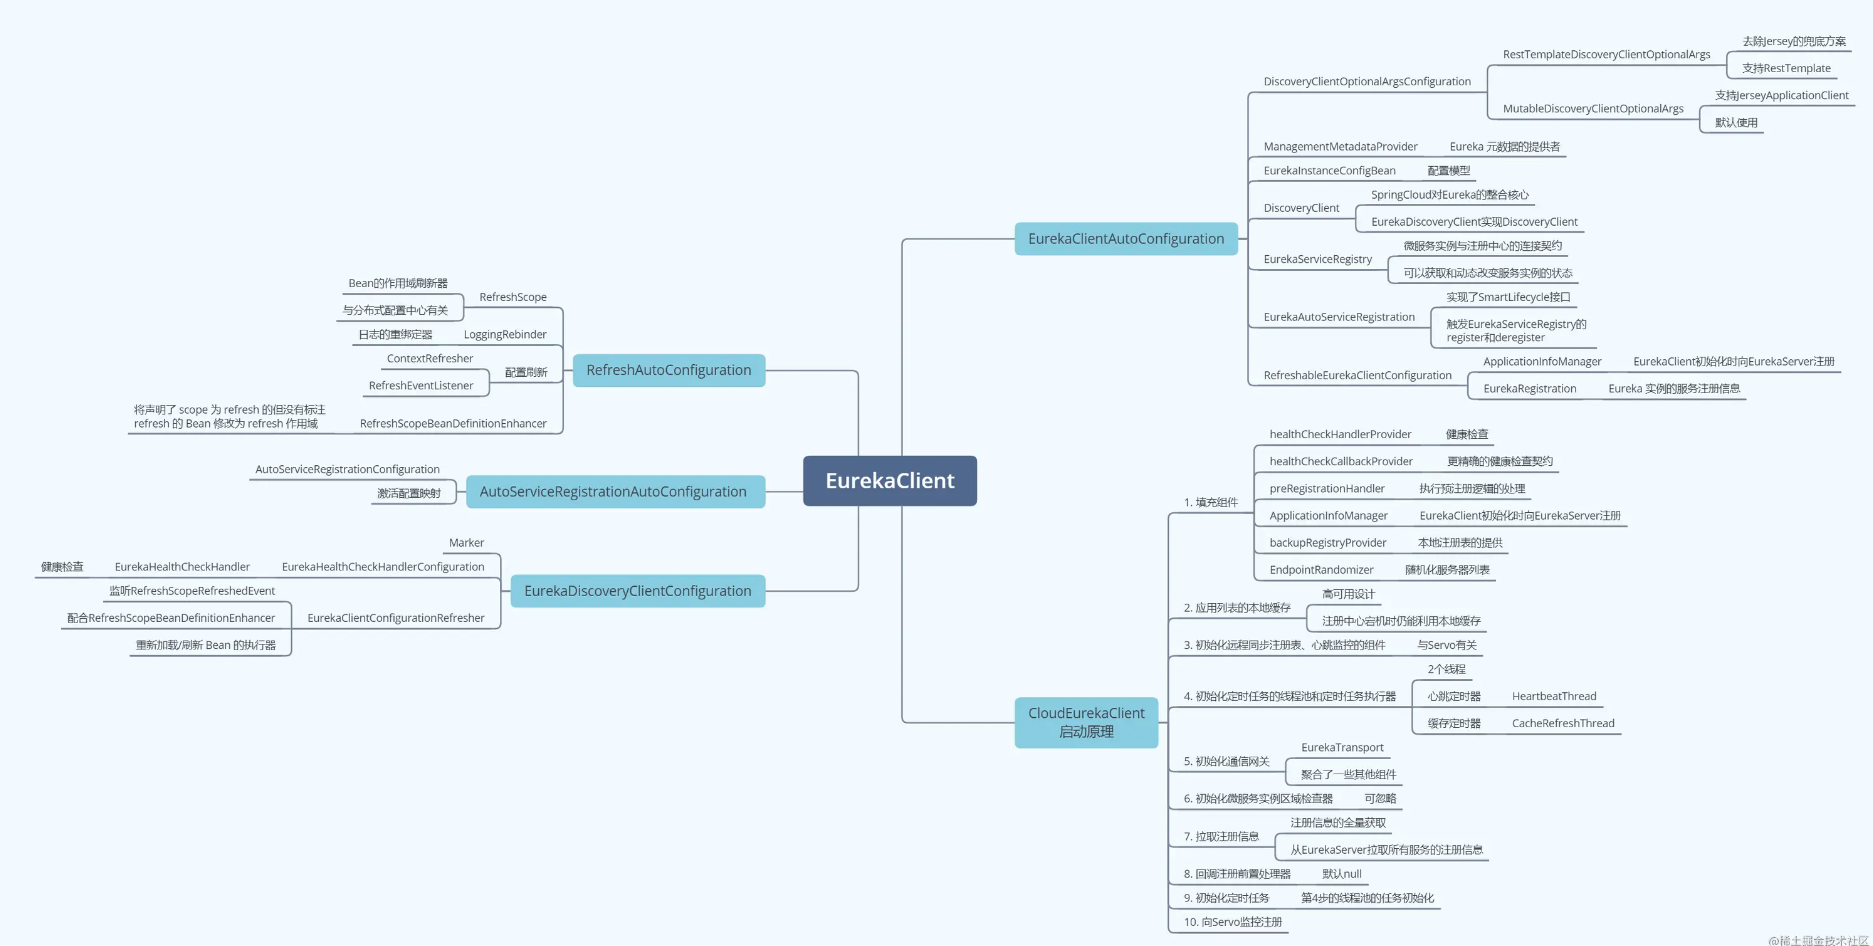 EurekaClient
EurekaClientAutoConfiguration
DiscoveryClientOptionalArgsConfiguration
RestTemplateDiscoveryClientOptionalArgs
去除Jersey的兜底方案
支持RestTemplate
MutableDiscoveryClientOptionalArgs
支持JerseyApplicationClient
默认使用
ManagementMetadataProvider
Eureka 元数据的提供者
EurekaInstanceConfigBean
配置模型
DiscoveryClient
SpringCloud对Eureka的整合核心
EurekaDiscoveryClient实现DiscoveryClient
EurekaServiceRegistry
微服务实例与注册中心的连接契约
可以获取和动态改变服务实例的状态
EurekaAutoServiceRegistration
实现了SmartLifecycle接口
触发EurekaServiceRegistry的
register和deregister
RefreshableEurekaClientConfiguration
ApplicationInfoManager
EurekaClient初始化时向EurekaServer注册
EurekaRegistration
Eureka 实例的服务注册信息
CloudEurekaClient
启动原理
1. 填充组件
healthCheckHandlerProvider
健康检查
healthCheckCallbackProvider
更精确的健康检查契约
preRegistrationHandler
执行预注册逻辑的处理
ApplicationInfoManager
EurekaClient初始化时向EurekaServer注册
backupRegistryProvider
本地注册表的提供
EndpointRandomizer
随机化服务器列表
2. 应用列表的本地缓存
高可用设计
注册中心宕机时仍能利用本地缓存
3. 初始化远程同步注册表、心跳监控的组件
与Servo有关
4. 初始化定时任务的线程池和定时任务执行器
2个线程
心跳定时器
HeartbeatThread
缓存定时器
CacheRefreshThread
5. 初始化通信网关
EurekaTransport
聚合了一些其他组件
6. 初始化微服务实例区域检查器
可忽略
7. 拉取注册信息
注册信息的全量获取
从EurekaServer拉取所有服务的注册信息
8. 回调注册前置处理器
默认null
9. 初始化定时任务
第4步的线程池的任务初始化
10. 向Servo监控注册
RefreshAutoConfiguration
RefreshScope
Bean的作用域刷新器
与分布式配置中心有关
LoggingRebinder
日志的重绑定器
配置刷新
ContextRefresher
RefreshEventListener
RefreshScopeBeanDefinitionEnhancer
将声明了 scope 为 refresh 的但没有标注
refresh 的 Bean 修改为 refresh 作用域
AutoServiceRegistrationAutoConfiguration
AutoServiceRegistrationConfiguration
激活配置映射
EurekaDiscoveryClientConfiguration
Marker
EurekaHealthCheckHandlerConfiguration
EurekaHealthCheckHandler
健康检查
EurekaClientConfigurationRefresher
监听RefreshScopeRefreshedEvent
配合RefreshScopeBeanDefinitionEnhancer
重新加载/刷新 Bean 的执行器
@稀土掘金技术社区